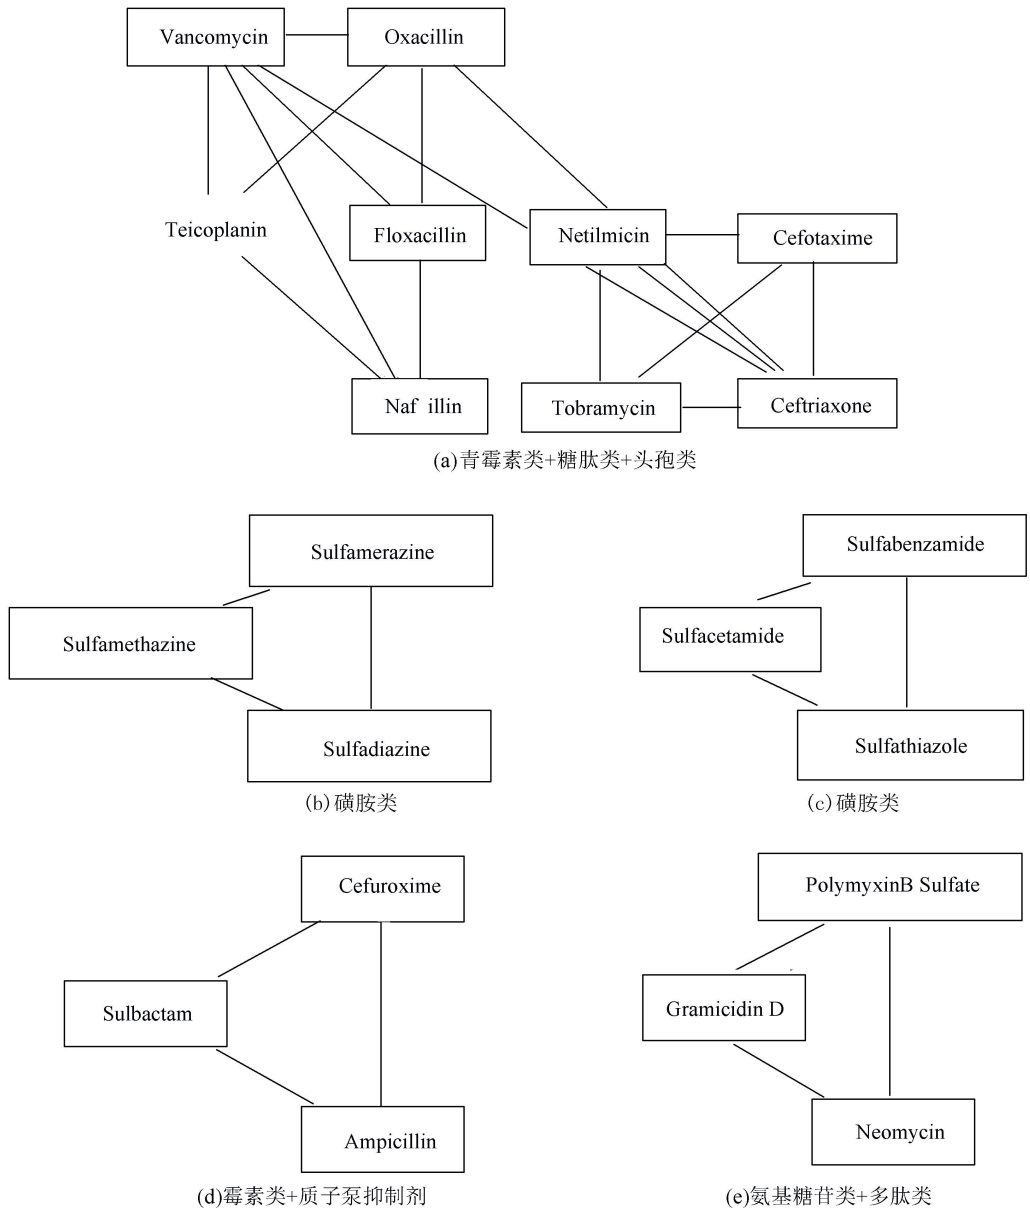 Vancomycin Oxacillin
Teicoplanin Floxacillin Netilmicin Cefotaxime
Naf illin Tobramycin Ceftriaxone
(a)青霉素类+糖肽类+头孢类
Sulfamerazine
Sulfamethazine
Sulfadiazine
(b)磺胺类
Sulfabenzamide
Sulfacetamide
Sulfathiazole
(c)磺胺类
Cefuroxime
Sulbactam
Ampicillin
(d)霉素类+质子泵抑制剂
PolymyxinB Sulfate
Gramicidin D
Neomycin
(e)氨基糖苷类+多肽类